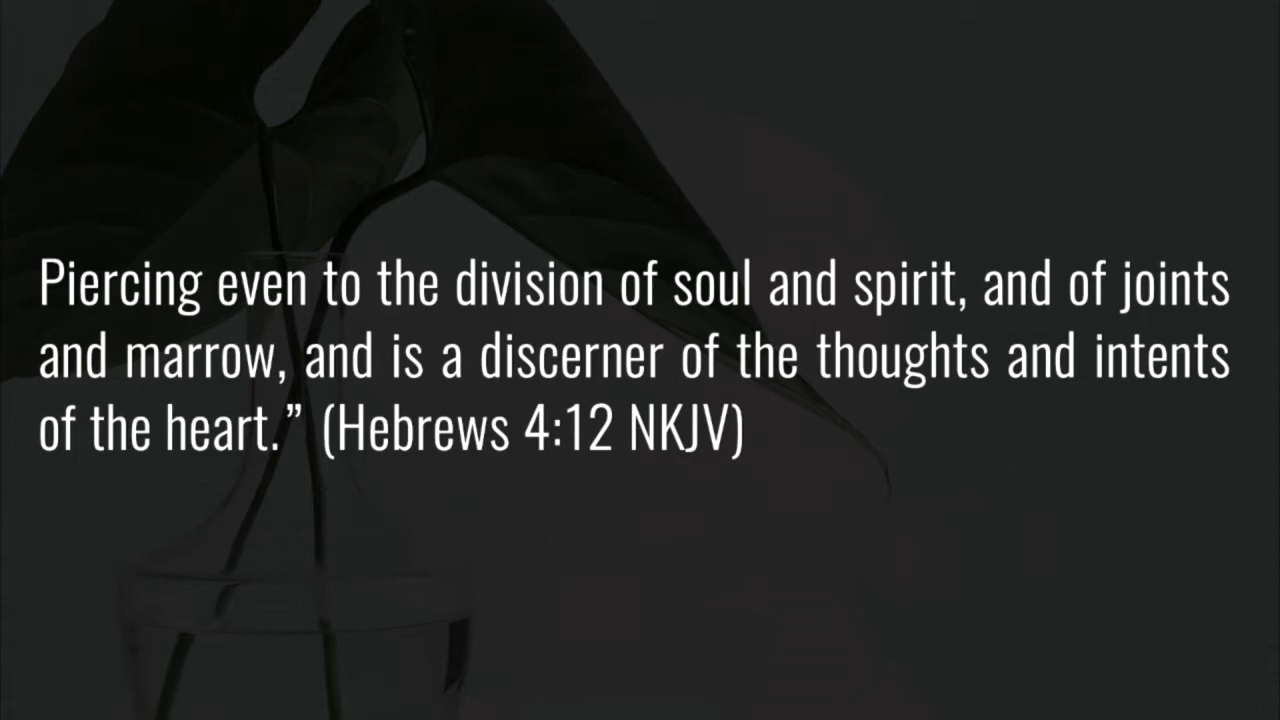 Piercing even to the division of soul and spirit, and of joints
and marrow, and is a discerner of the thoughts and intents
of the heart.” (Hebrews 4:12 NKJV)